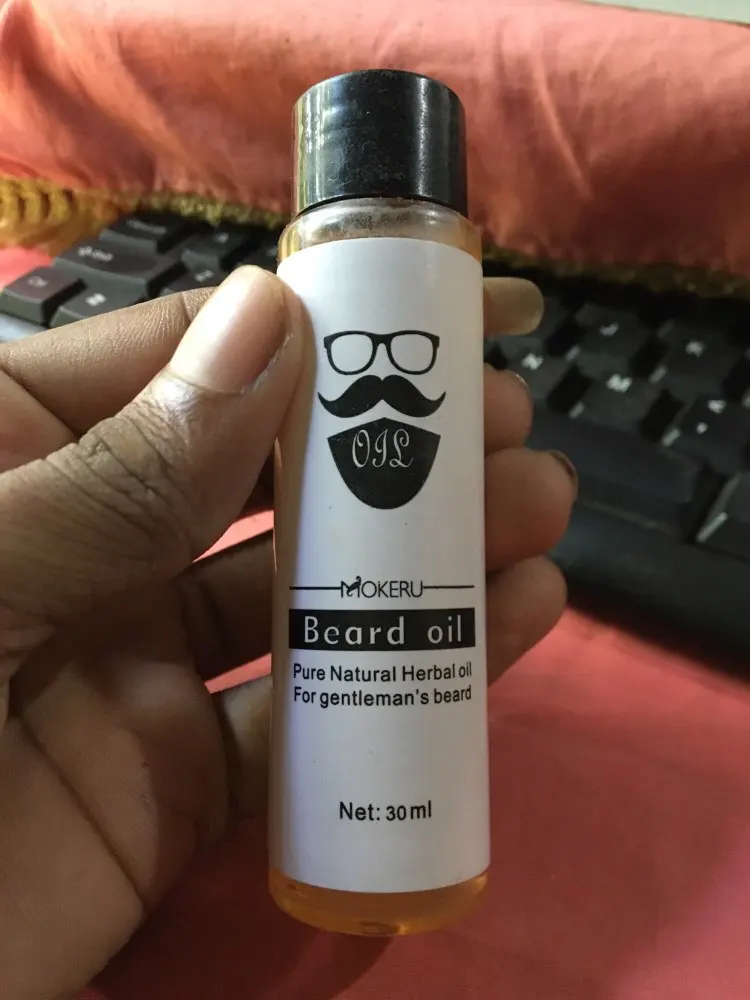 OIL
MOKERU
Beard oil
Pure Natural Herbal oil
For gentleman's beard
Net: 30ml
N
M